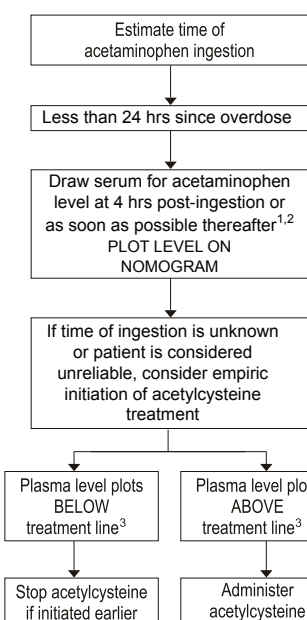 Estimate time of
acetaminophen ingestion
Less than 24 hrs since overdose
Draw serum for acetaminophen
level at 4 hrs post-ingestion or
as soon as possible thereafter1,2
PLOT LEVEL ON
NOMOGRAM
If time of ingestion is unknown
or patient is considered
unreliable, consider empiric
initiation of acetylcysteine
treatment
Plasma level plots
BELOW
treatment line3
Stop acetylcysteine
if initiated earlier
Plasma level plo
ABOVE
treatment line3
Administer
acetylcysteine